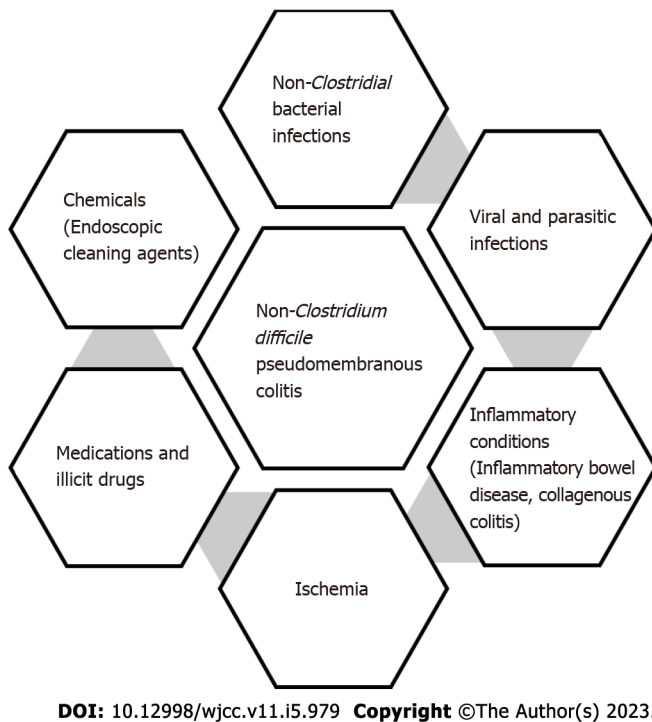 Non-Clostridial
bacterial
infections
Viral and parasitic
infections
Inflammatory
conditions
(Inflammatory bowel
disease, collagenous
colitis)
Ischemia
Medications and
illicit drugs
Chemicals
(Endoscopic
cleaning agents)
Non-Clostridium
difficile
pseudomembranous
colitis
DOI: 10.12998/wjcc.v11.i5.979 Copyright ©The Author(s) 2023.